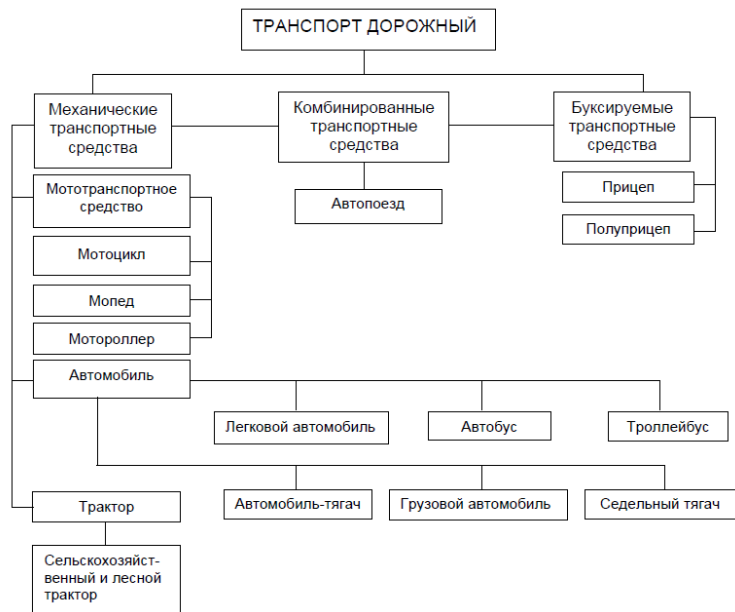 ТРАНСПОРТ ДОРОЖНЫЙ
Механические
транспортные
средства
Комбинированные
транспортные
средства
Буксируемые
транспортные
средства
Мототранспортное
средство
Автопоезд
Прицеп
Полуприцеп
Мотоцикл
Мопед
Мотороллер
Автомобиль
Легковой автомобиль
Автобус
Троллейбус
Автомобиль-тягач
Грузовой автомобиль
Седельный тягач
Трактор
Сельскохозяйст-
венный и лесной
трактор